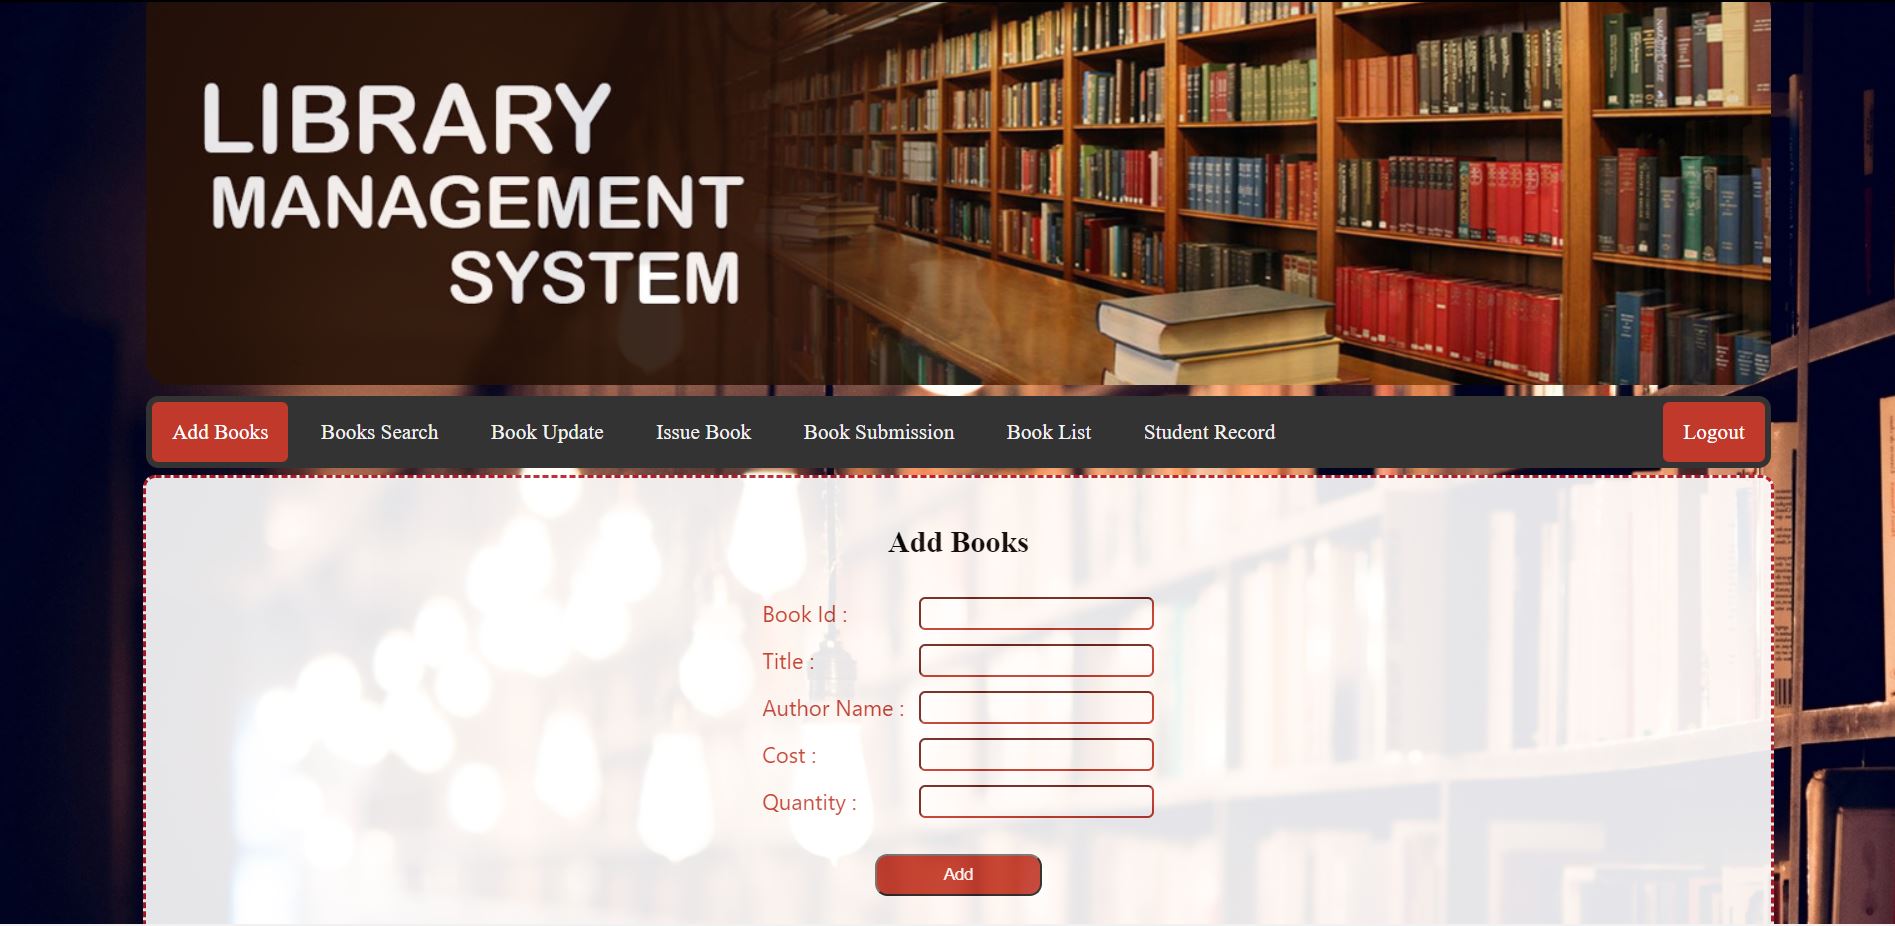 LIBRARY
MANAGEMENT
SYSTEM
Add Books Books Search Book Update Issue Book Book Submission Book List Student Record Logout
Add Books
Book Id :
Title :
Author Name :
Cost :
Quantity :
Add